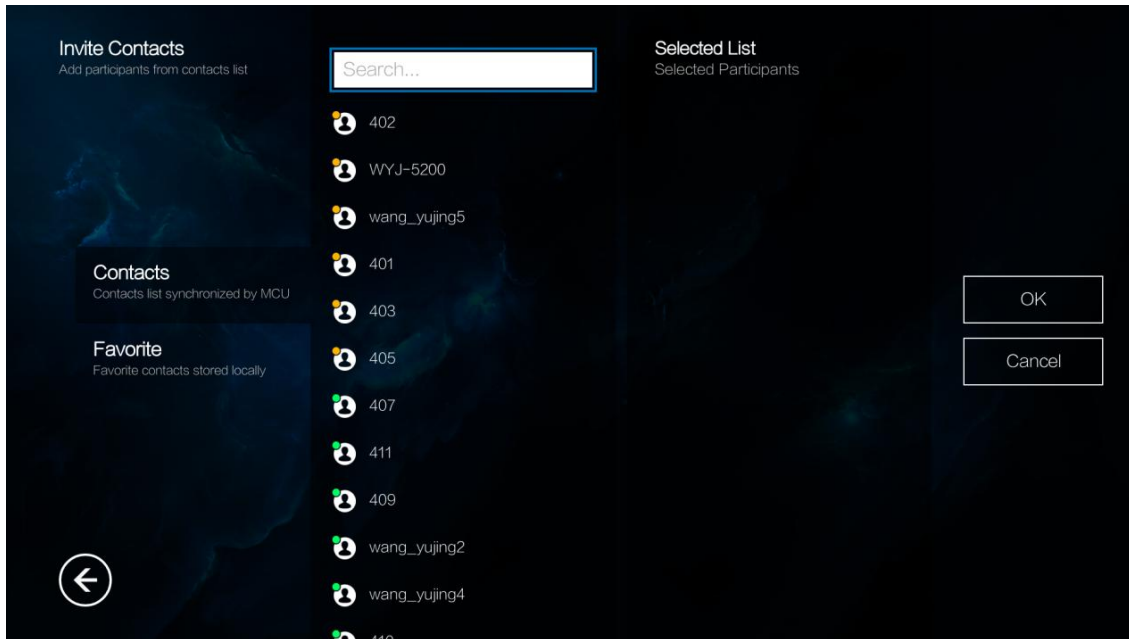 Invite Contacts
Add participants from contacts list
Contacts
Contacts list synchronized by MCU
Favorite
Favorite contacts stored locally
Search...
402
WYJ-5200
wang_yujing5
401
403
405
407
411
409
wang_yujing2
wang_yujing4
Selected List
Selected Participants
OK
Cancel